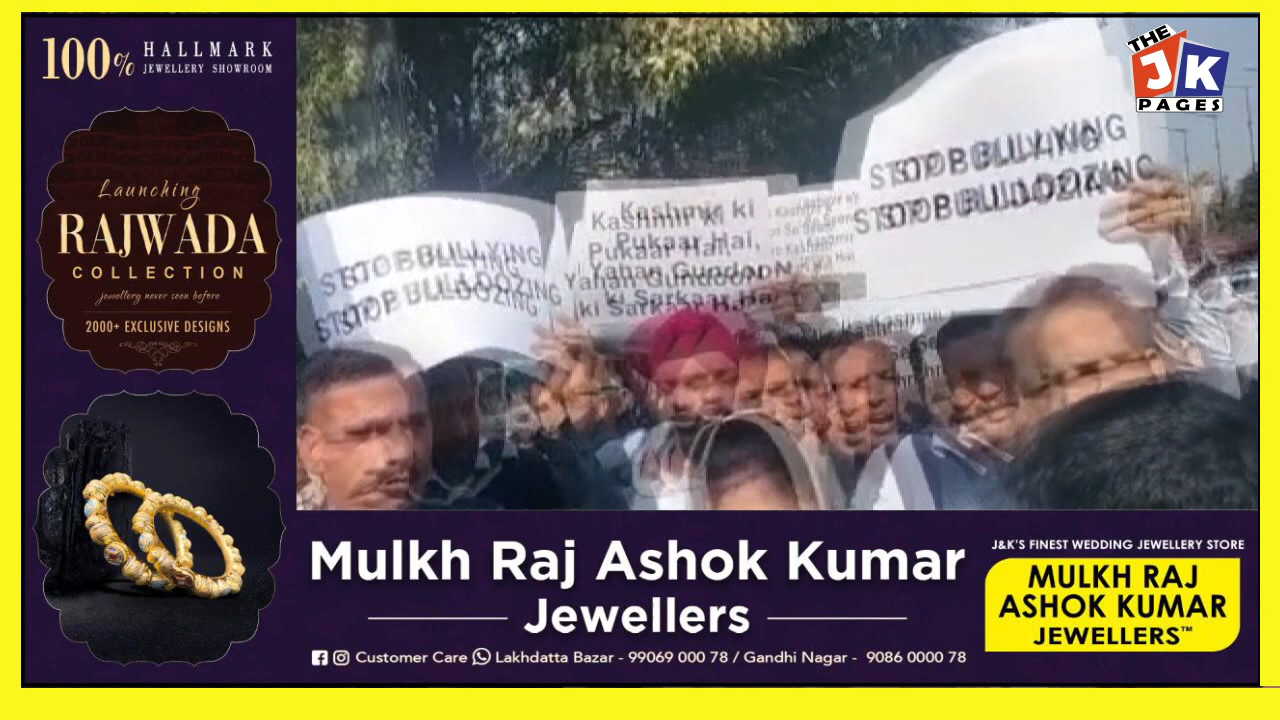 100% HALLMARK
JEWELLERY SHOWROOM
Launching
RAJWADA
COLLECTION
jewellery never seen before
2000+ EXCLUSIVE DESIGNS
THE
JK
PAGES
STOP BULLYING
STOP BULLDOZING
Kashmir ki
Pukaar Hai,
Yahan Gundoon
ki Sarkaar Ha
STOP BULLYING
STOP BULLDOZING
Mulkh Raj Ashok Kumar
Jewellers
Customer Care Lakhdatta Bazar - 99069 000 78 / Gandhi Nagar - 9086 0000 78
J&K'S FINEST WEDDING JEWELLERY STORE
MULKH RAJ
ASHOK KUMAR
JEWELLERS™